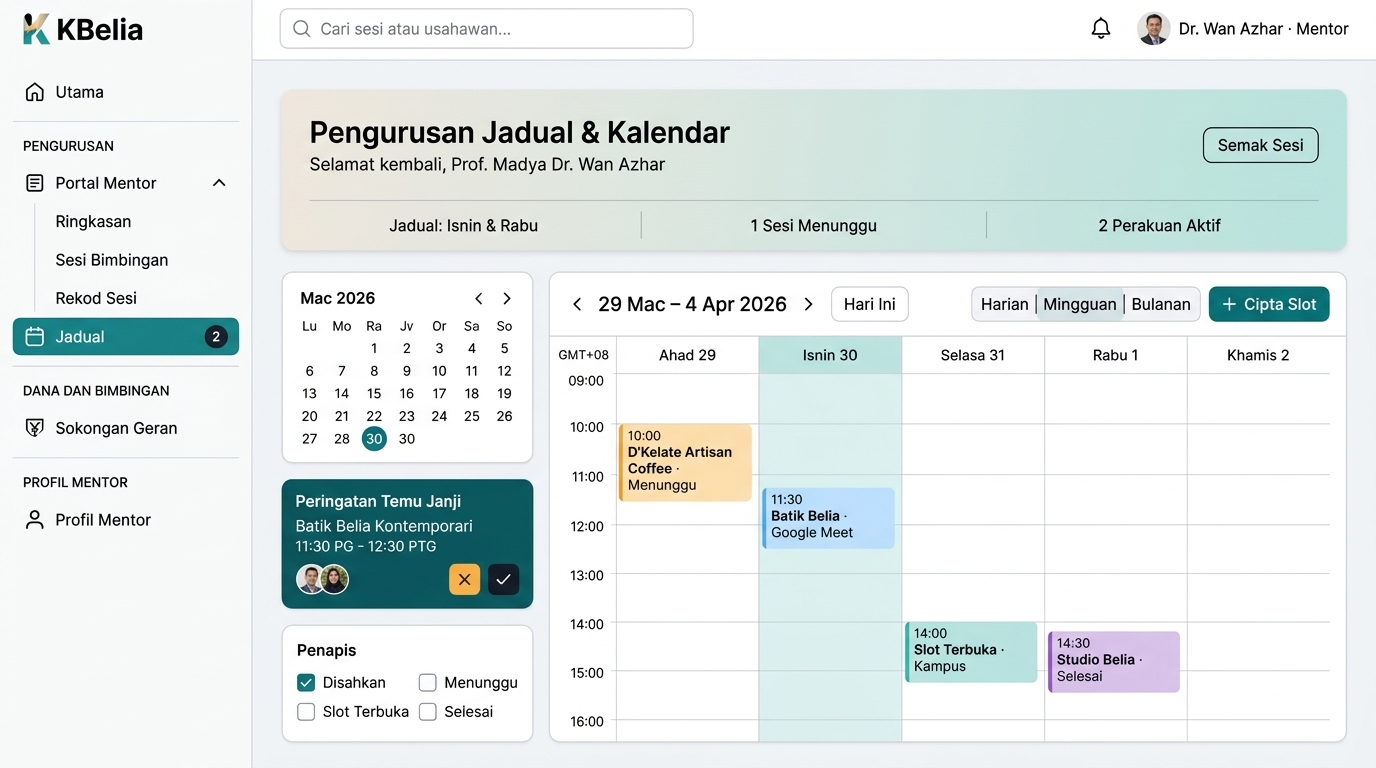 KBelia
Cari sesi atau usahawan...
Dr. Wan Azhar · Mentor
Utama
PENGURUSAN
Portal Mentor
Ringkasan
Sesi Bimbingan
Rekod Sesi
Jadual 2
DANA DAN BIMBINGAN
Sokongan Geran
PROFIL MENTOR
Profil Mentor
Pengurusan Jadual & Kalendar
Selamat kembali, Prof. Madya Dr. Wan Azhar
Semak Sesi
Jadual: Isnin & Rabu
1 Sesi Menunggu
2 Perakuan Aktif
Mac 2026
Lu Mo Ra Jv Or Sa So
1 2 3 4 5
6 7 8 9 10 11 12
13 14 15 16 17 18 19
20 21 22 23 24 25 26
27 28 30 30
Peringatan Temu Janji
Batik Belia Kontemporari
11:30 PG - 12:30 PTG
Penapis
Disahkan Menunggu
Slot Terbuka Selesai
29 Mac – 4 Apr 2026
Hari Ini
Harian | Mingguan | Bulanan
+ Cipta Slot
GMT+08 Ahad 29 Isnin 30 Selasa 31 Rabu 1 Khamis 2
09:00
10:00
11:00
12:00
13:00
14:00
15:00
16:00
10:00
D'Kelate Artisan
Coffee ·
Menunggu
11:30
Batik Belia ·
Google Meet
14:00
Slot Terbuka ·
Kampus
14:30
Studio Belia ·
Selesai